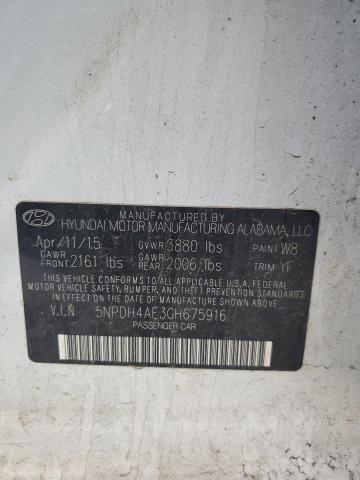 MANUFACTURED BY
HYUNDAI MOTOR MANUFACTURING ALABAMA, LLC
Apr/11/15 GVWR 3880 lbs PAINT W8
GAWR FRONT 2161 lbs GAWR REAR 2006 lbs TRIM YF
THIS VEHICLE CONFORMS TO ALL APPLICABLE U.S.A. FEDERAL
MOTOR VEHICLE SAFETY, BUMPER, AND THEFT PREVENTION
STANDARDS IN EFFECT ON THE DATE OF MANUFACTURE SHOWN ABOVE.
V.I.N 5NPDH4AE3GH675916
PASSENGER CAR